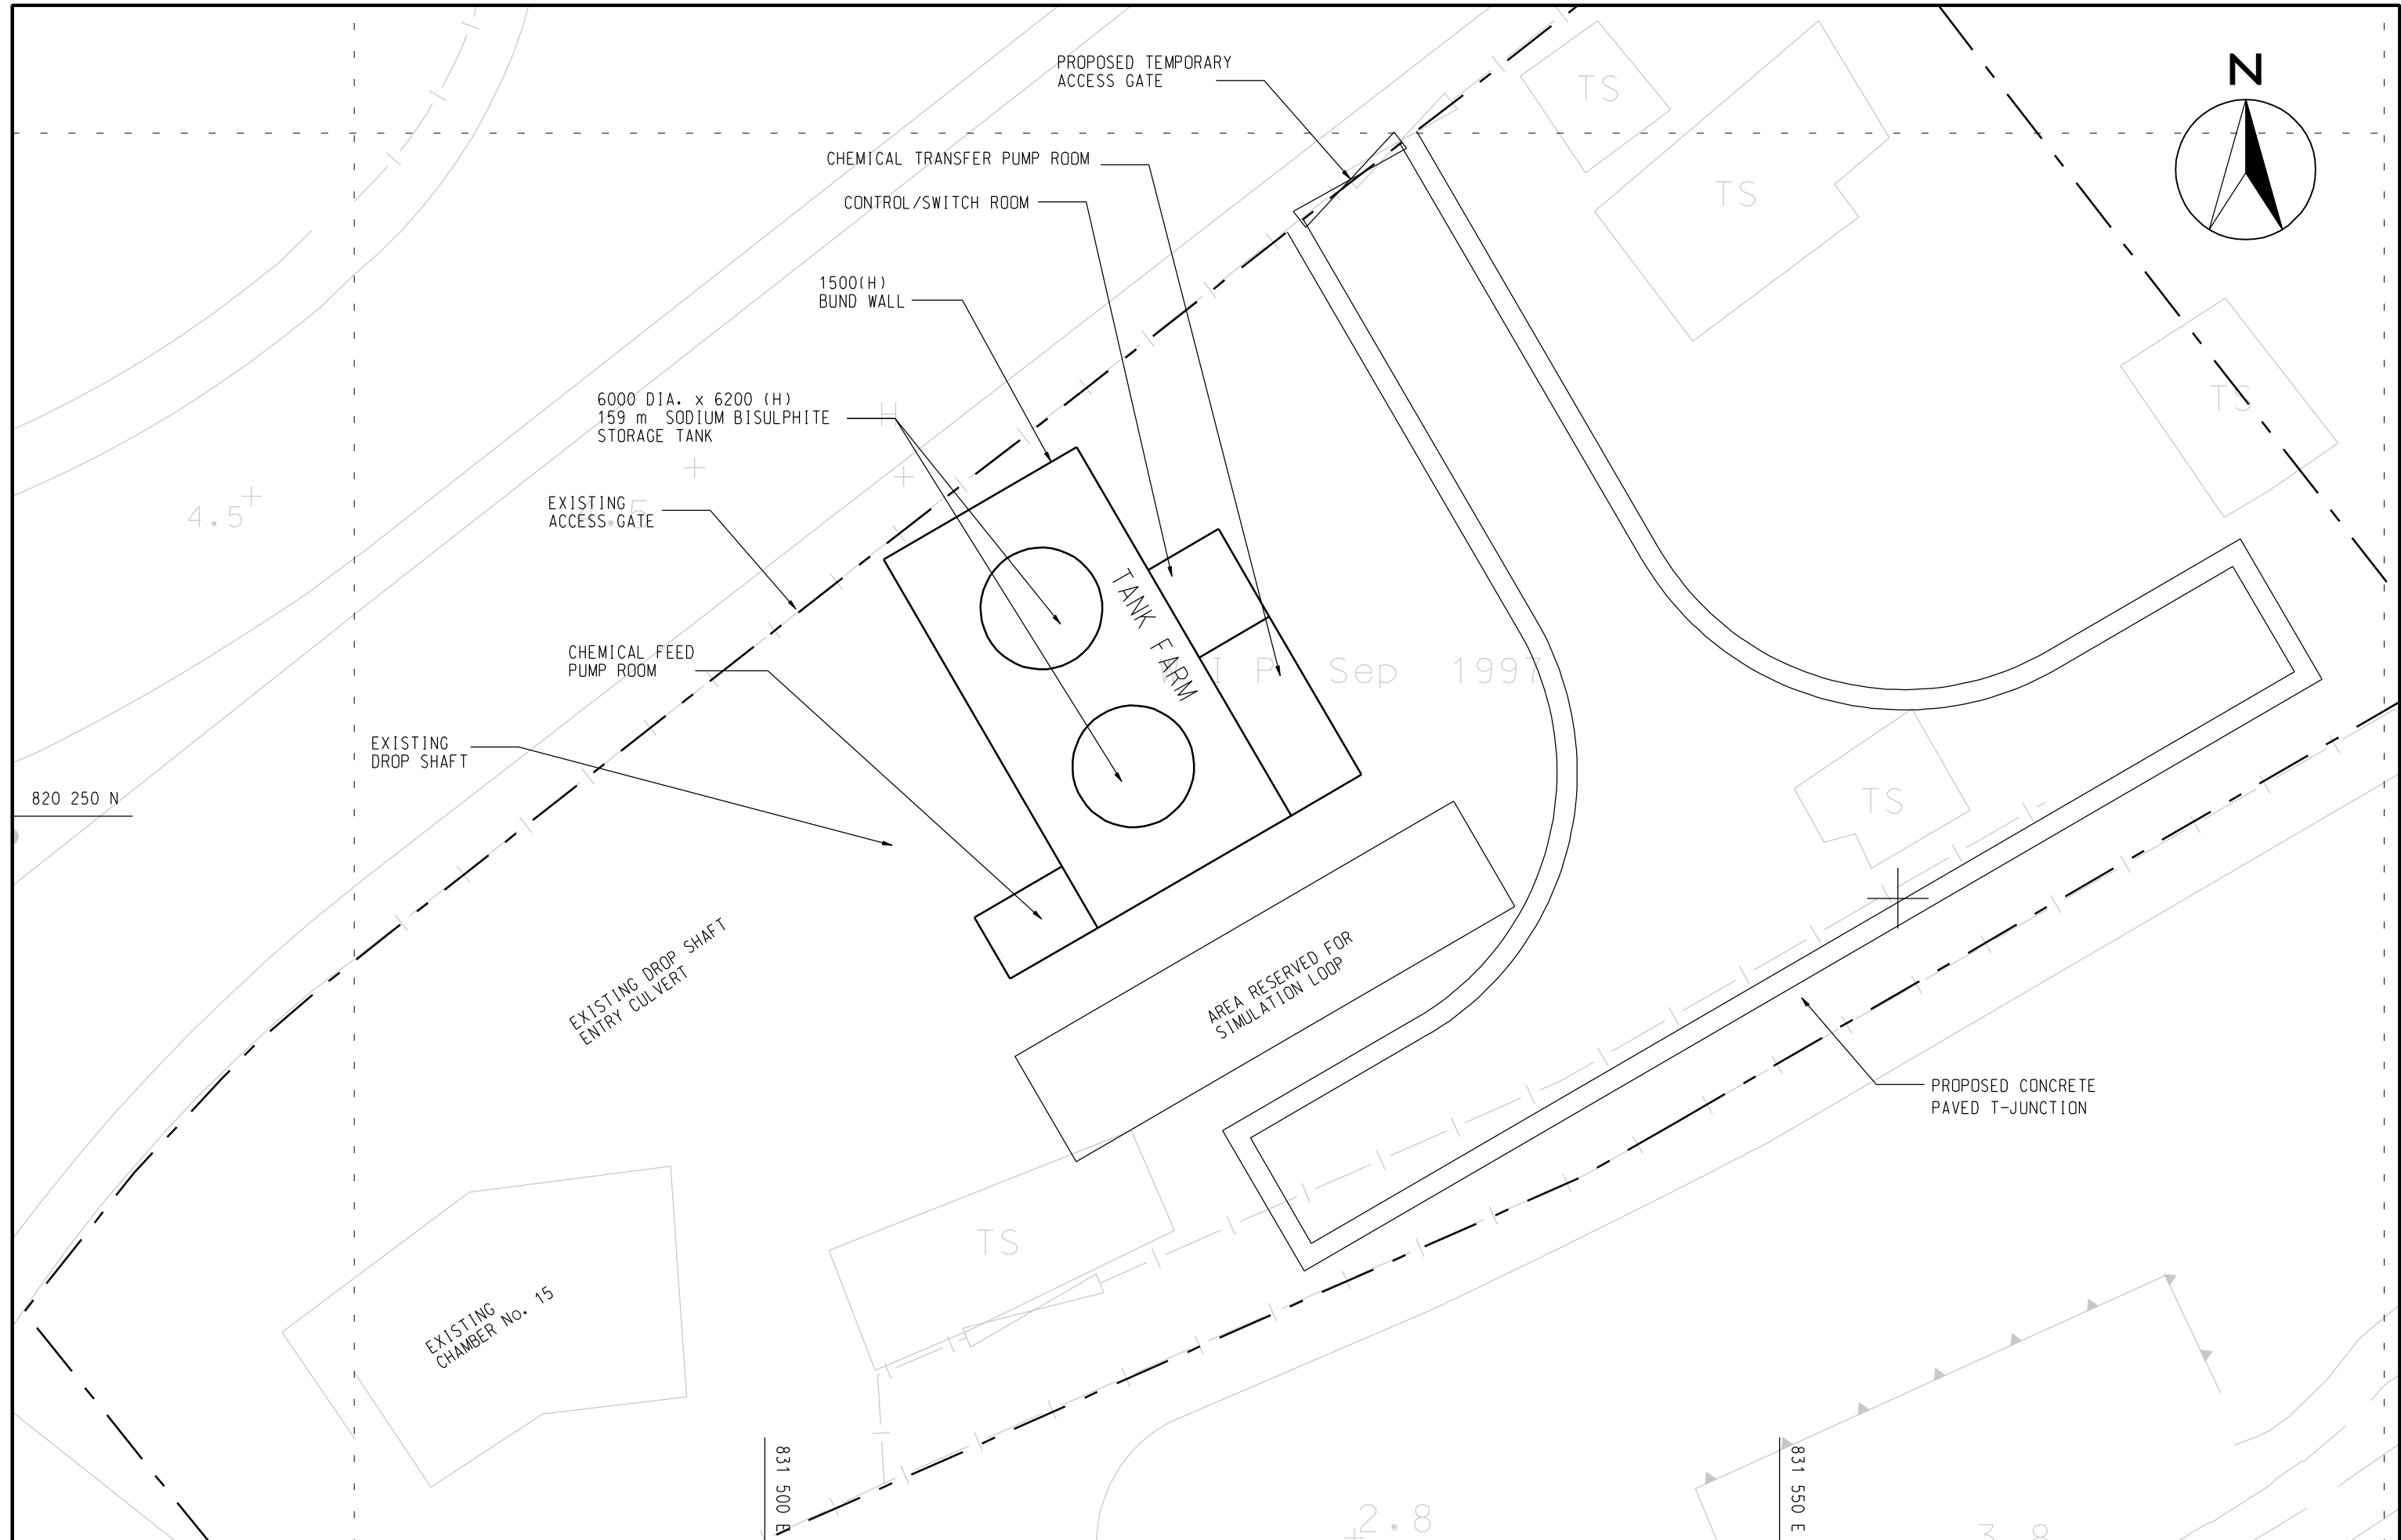 PROPOSED TEMPORARY
ACCESS GATE
N
TS
CHEMICAL TRANSFER PUMP ROOM
TS
CONTROL/SWITCH ROOM
1500(H)
BUND WALL
6000 DIA. x 6200 (H)
159 m SODIUM BISULPHITE
STORAGE TANK
H
TS
EXISTING
ACCESS GATE
4.5
TANK FARM
CHEMICAL FEED
PUMP ROOM
P Sep 1997
EXISTING
DROP SHAFT
820 250 N
TS
EXISTING DROP SHAFT
ENTRY CULVERT
AREA RESERVED FOR
SIMULATION LOOP
PROPOSED CONCRETE
PAVED T-JUNCTION
TS
EXISTING
CHAMBER No. 15
831 500 E
831 550 E
2.8
3.8